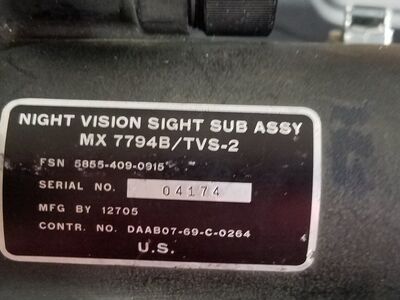 NIGHT VISION SIGHT SUB ASSY
MX 7794B/TVS-2
FSN 5855-409-0915
SERIAL NO. 04174
MFG BY 12705
CONTR. NO. DAAB07-69-C-0264
U.S.